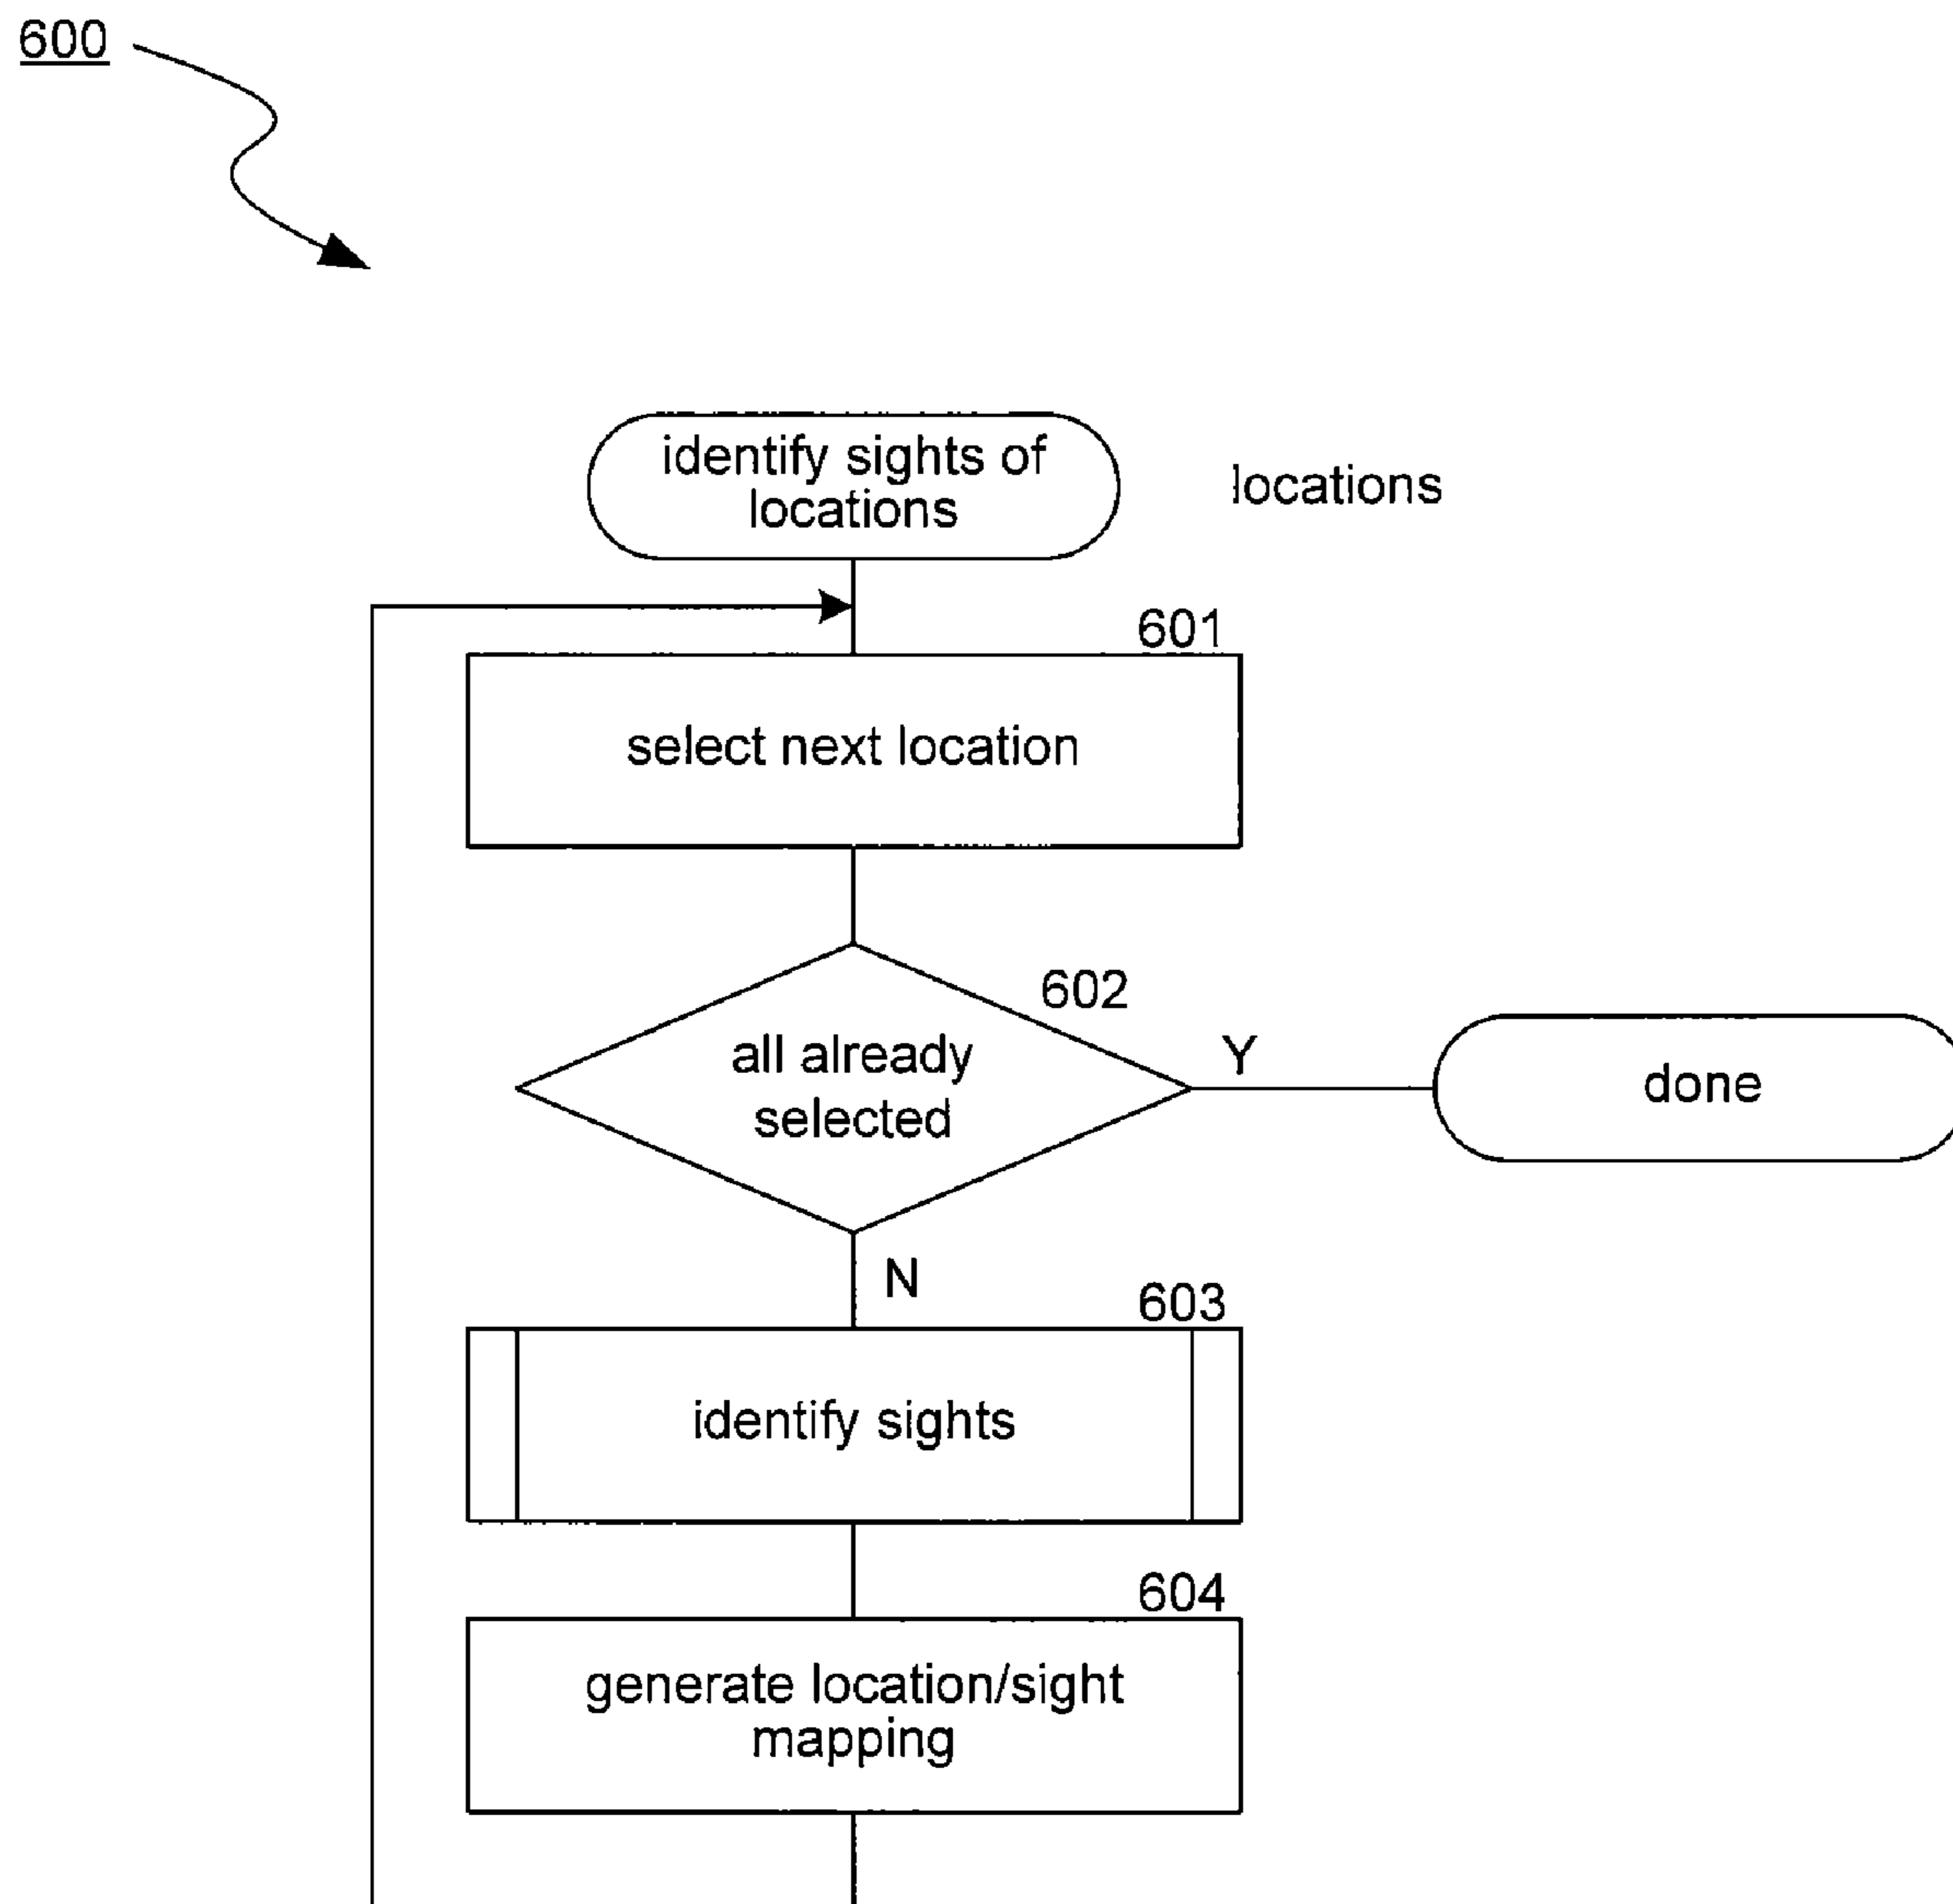 600
identify sights of
locations
locations
601
select next location
602
all already
selected
Y
done
N
603
identify sights
604
generate location/sight
mapping